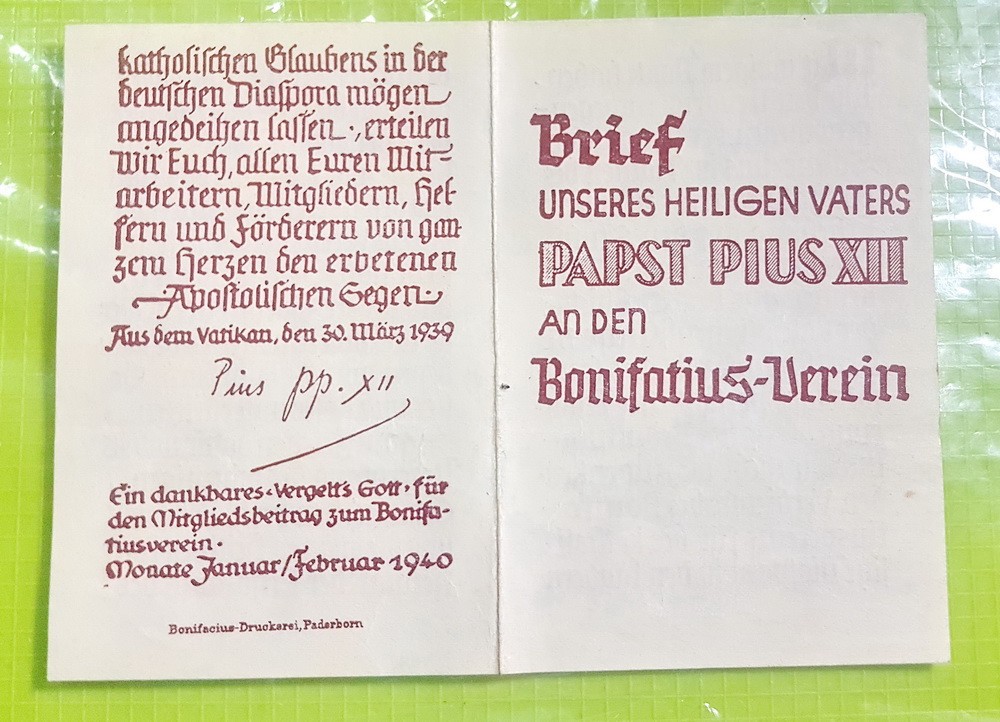 katholischen Glaubens in der
deutschen Diaspora mögen
angedeihen lassen ·, erteilen
Wir Euch, allen Euren Mit-
arbeitern, Mitgliedern, Hel-
fern und Förderern von gan-
zem Herzen den erbetenen
Apostolischen Segen·
Aus dem Vatikan, den 30. März 1939
Pius pp. XII
Ein dankbares ‹Vergelt's Gott› für
den Mitgliedsbeitrag zum Bonifa-
tiusverein ·
Monate Januar/Februar 1940
Bonifacius-Druckerei, Paderborn
Brief
UNSERES HEILIGEN VATERS
PAPST PIUS XII
AN DEN
Bonifatius-Verein